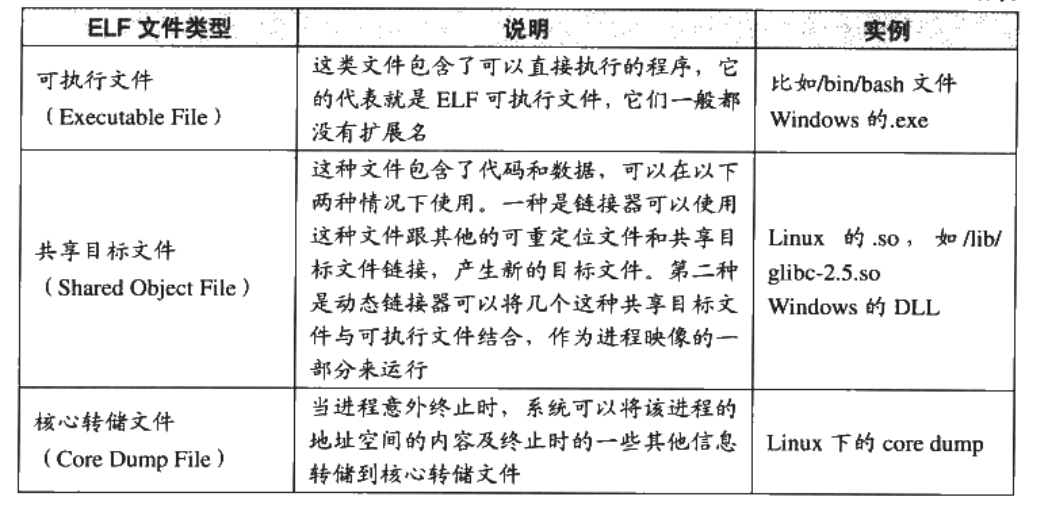 ELF 文件类型 说明 实例
可执行文件
（Executable File）
这类文件包含了可以直接执行的程序，它
的代表就是 ELF 可执行文件，它们一般都
没有扩展名
比如/bin/bash 文件
Windows 的.exe
共享目标文件
（Shared Object File）
这种文件包含了代码和数据，可以在以下
两种情况下使用。一种是链接器可以使用
这种文件跟其他的可重定位文件和共享目
标文件链接，产生新的目标文件。第二种
是动态链接器可以将几个这种共享目标文
件与可执行文件结合，作为进程映像的一
部分来运行
Linux 的.so，如/lib/
glibc-2.5.so
Windows 的 DLL
核心转储文件
（Core Dump File）
当进程意外终止时，系统可以将该进程的
地址空间的内容及终止时的一些其他信息
转储到核心转储文件
Linux 下的 core dump